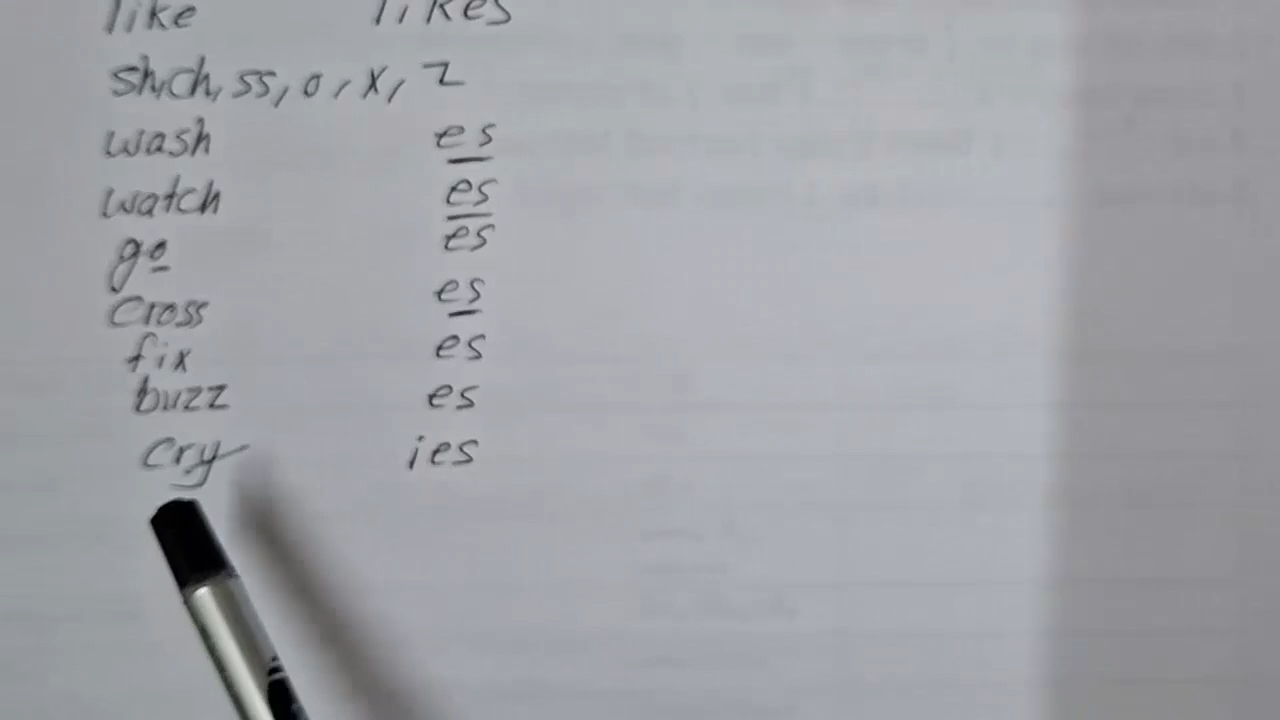 like likes
sh, ch, ss, o, x, z
wash es
watch es
go es
cross es
fix es
buzz es
cry ies